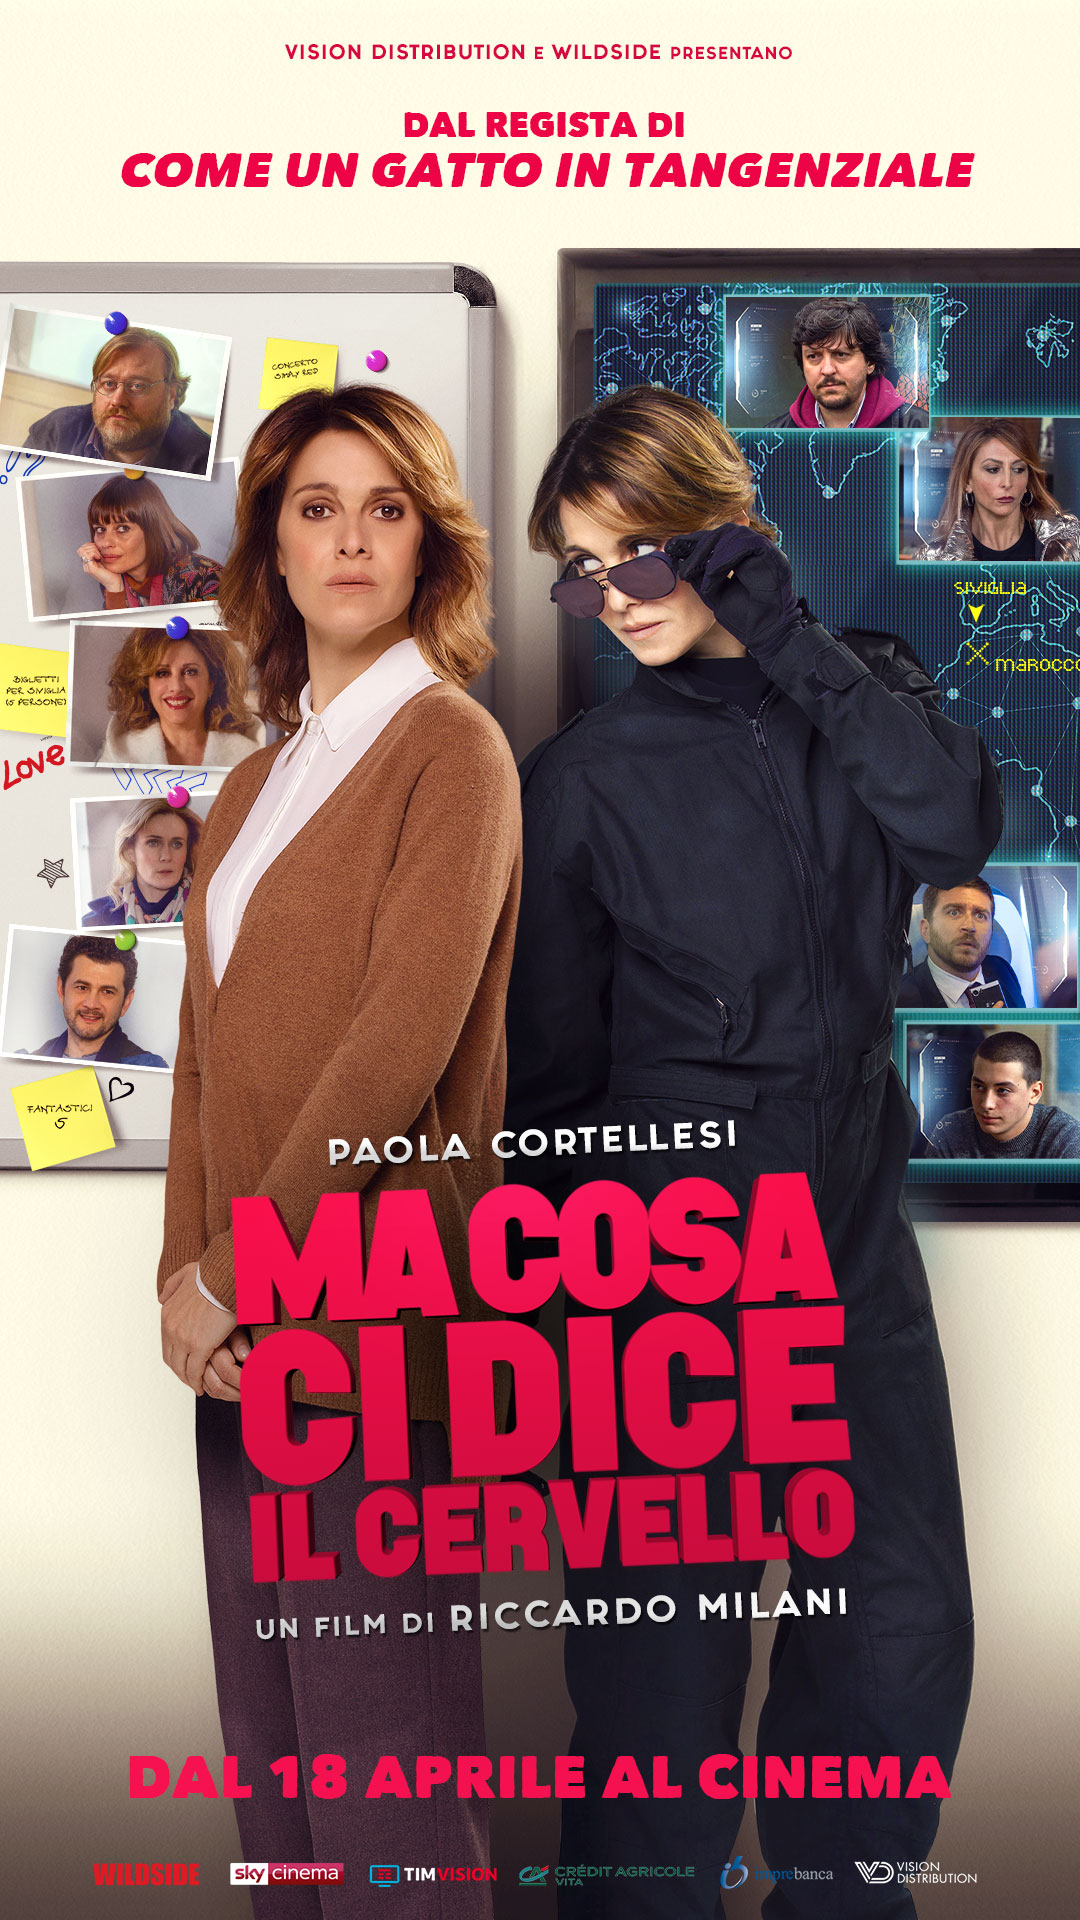 VISION DISTRIBUTION E WILDSIDE PRESENTANO
DAL REGISTA DI
COME UN GATTO IN TANGENZIALE
CONCERTO
SIMPLY RED
BIGLIETTI
PER SIVIGLIA
(5 PERSONE)
LOVE
FANTASTICI
5
SIVIGLIA
MAROCCO
PAOLA CORTELLESI
MA COSA
CI DICE
IL CERVELLO
UN FILM DI RICCARDO MILANI
DAL 18 APRILE AL CINEMA
WILDSIDE
sky cinema
TIMVISION
CRÉDIT AGRICOLE
VITA
imprebanca
VISION
DISTRIBUTION